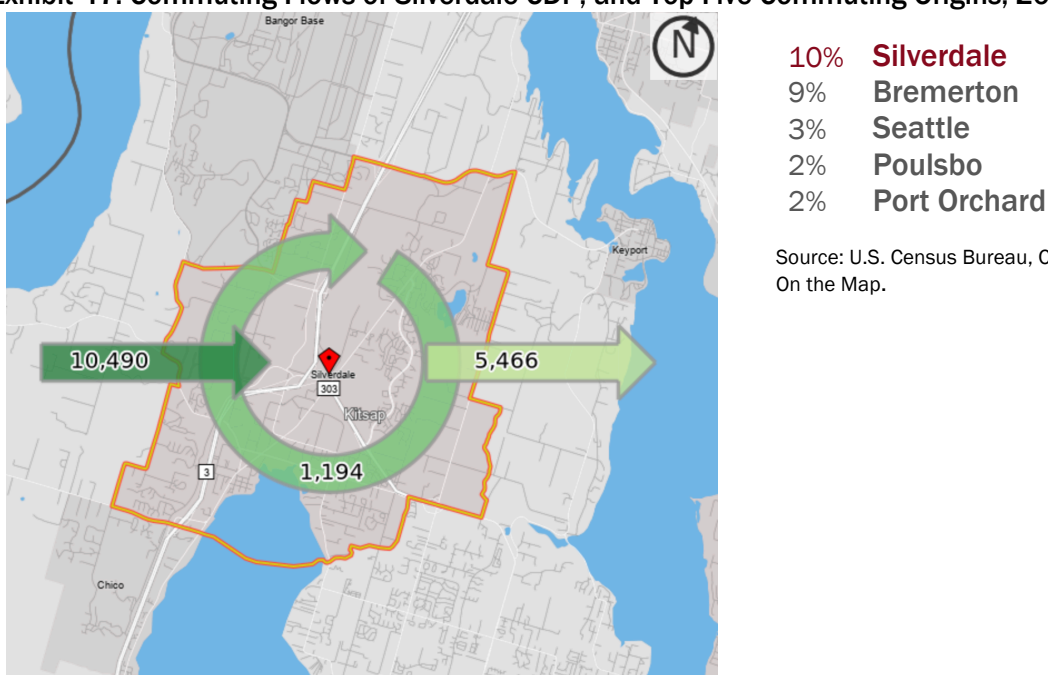 Exhibit 47. Commuting Flows of Silverdale CDP, and Top Five Commuting Origins,
Bangor Base
N
10% Silverdale
9% Bremerton
3% Seattle
2% Poulsbo
2% Port Orchard
Keyport
Source: U.S. Census Bureau,
On the Map.
10,490
5,466
Silverdale
303
Kitsap
1,194
3
Chico